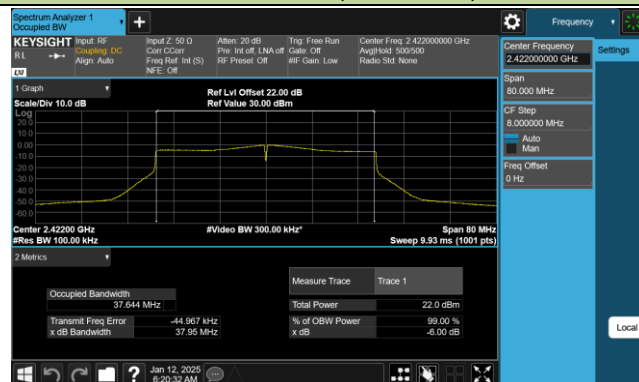 Spectrum Analyzer 1
Occupied BW
Frequency
KEYSIGHT Input: RF
RL
Coupling: DC
Align: Auto
LXI
Input Z: 50 Ω
Corr CCorr
Freq Ref: Int (S)
NFE: Off
Atten: 20 dB
Pre: Int off, LNA off
RF Preset: Off
Trig: Free Run
Gate: Off
#IF Gain: Low
Center Freq: 2.422000000 GHz
Avg|Hold: 500/500
Radio Std: None
Center Frequency
2.422000000 GHz
Settings
Span
80.000 MHz
CF Step
8.000000 MHz
Auto
Man
Freq Offset
0 Hz
Local
1 Graph
Scale/Div 10.0 dB
Ref Lvl Offset 22.00 dB
Ref Value 30.00 dBm
Log
20.0
10.0
0.00
-10.0
-20.0
-30.0
-40.0
-50.0
-60.0
Center 2.42200 GHz
#Res BW 100.00 kHz
#Video BW 300.00 kHz*
Span 80 MHz
Sweep 9.93 ms (1001 pts)
2 Metrics
Measure Trace Trace 1
Occupied Bandwidth
37.644 MHz
Total Power 22.0 dBm
Transmit Freq Error -44.967 kHz
% of OBW Power 99.00 %
x dB Bandwidth 37.95 MHz
x dB -6.00 dB
?
Jan 12, 2025
6:20:32 AM